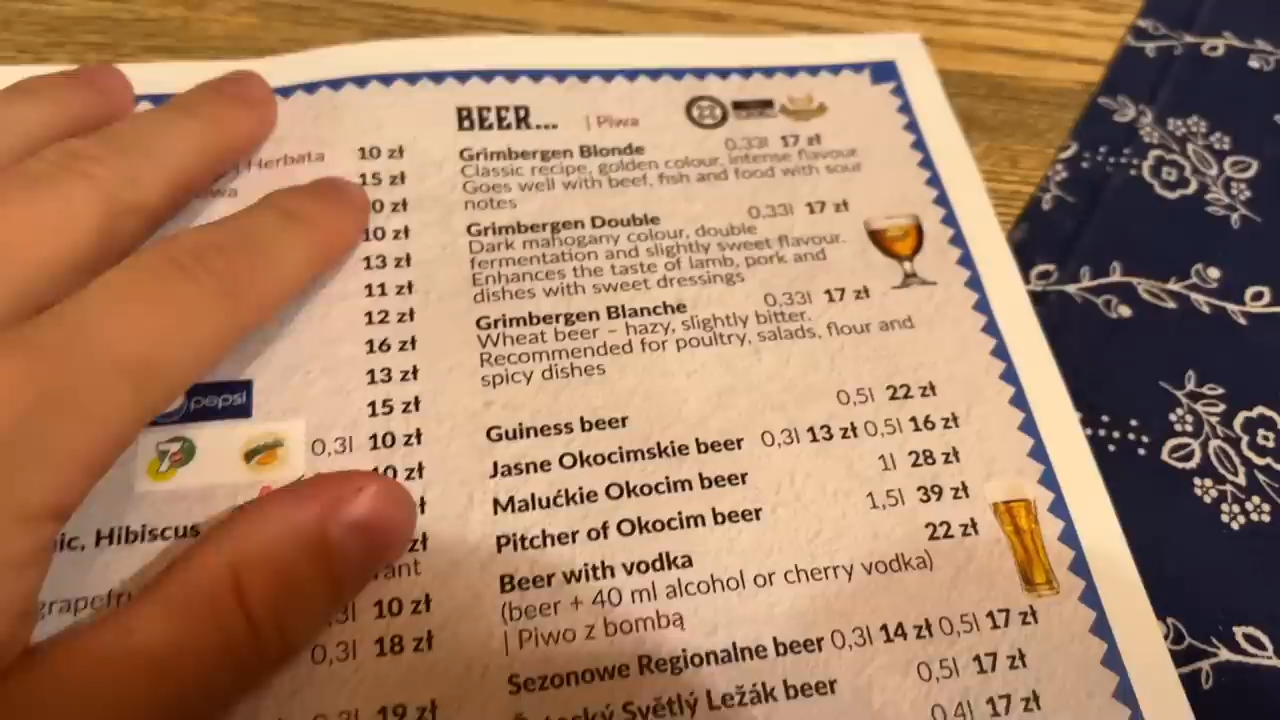 Herbata 10 zł
15 zł
0 zł
10 zł
13 zł
11 zł
12 zł
16 zł
13 zł
pepsi
15 zł
7
0,3l 10 zł
zł
ic, Hibiscus
zł
10 zł
0,3l 18 zł
19 zł
BEER... | Piwa
Grimbergen Blonde 0,33l 17 zł
Classic recipe, golden colour, intense flavour
Goes well with beef, fish and food with sour
notes
Grimbergen Double 0,33l 17 zł
Dark mahogany colour, double
fermentation and slightly sweet flavour.
Enhances the taste of lamb, pork and
dishes with sweet dressings
Grimbergen Blanche 0,33l 17 zł
Wheat beer – hazy, slightly bitter.
Recommended for poultry, salads, flour and
spicy dishes
Guiness beer 0,5l 22 zł
Jasne Okocimskie beer 0,3l 13 zł 0,5l 16 zł
Malućkie Okocim beer 1l 28 zł
Pitcher of Okocim beer 1,5l 39 zł
Beer with vodka 22 zł
(beer + 40 ml alcohol or cherry vodka)
| Piwo z bombą
Sezonowe Regionalne beer 0,3l 14 zł 0,5l 17 zł
Světlý Ležák beer 0,5l 17 zł
0,4l 17 zł